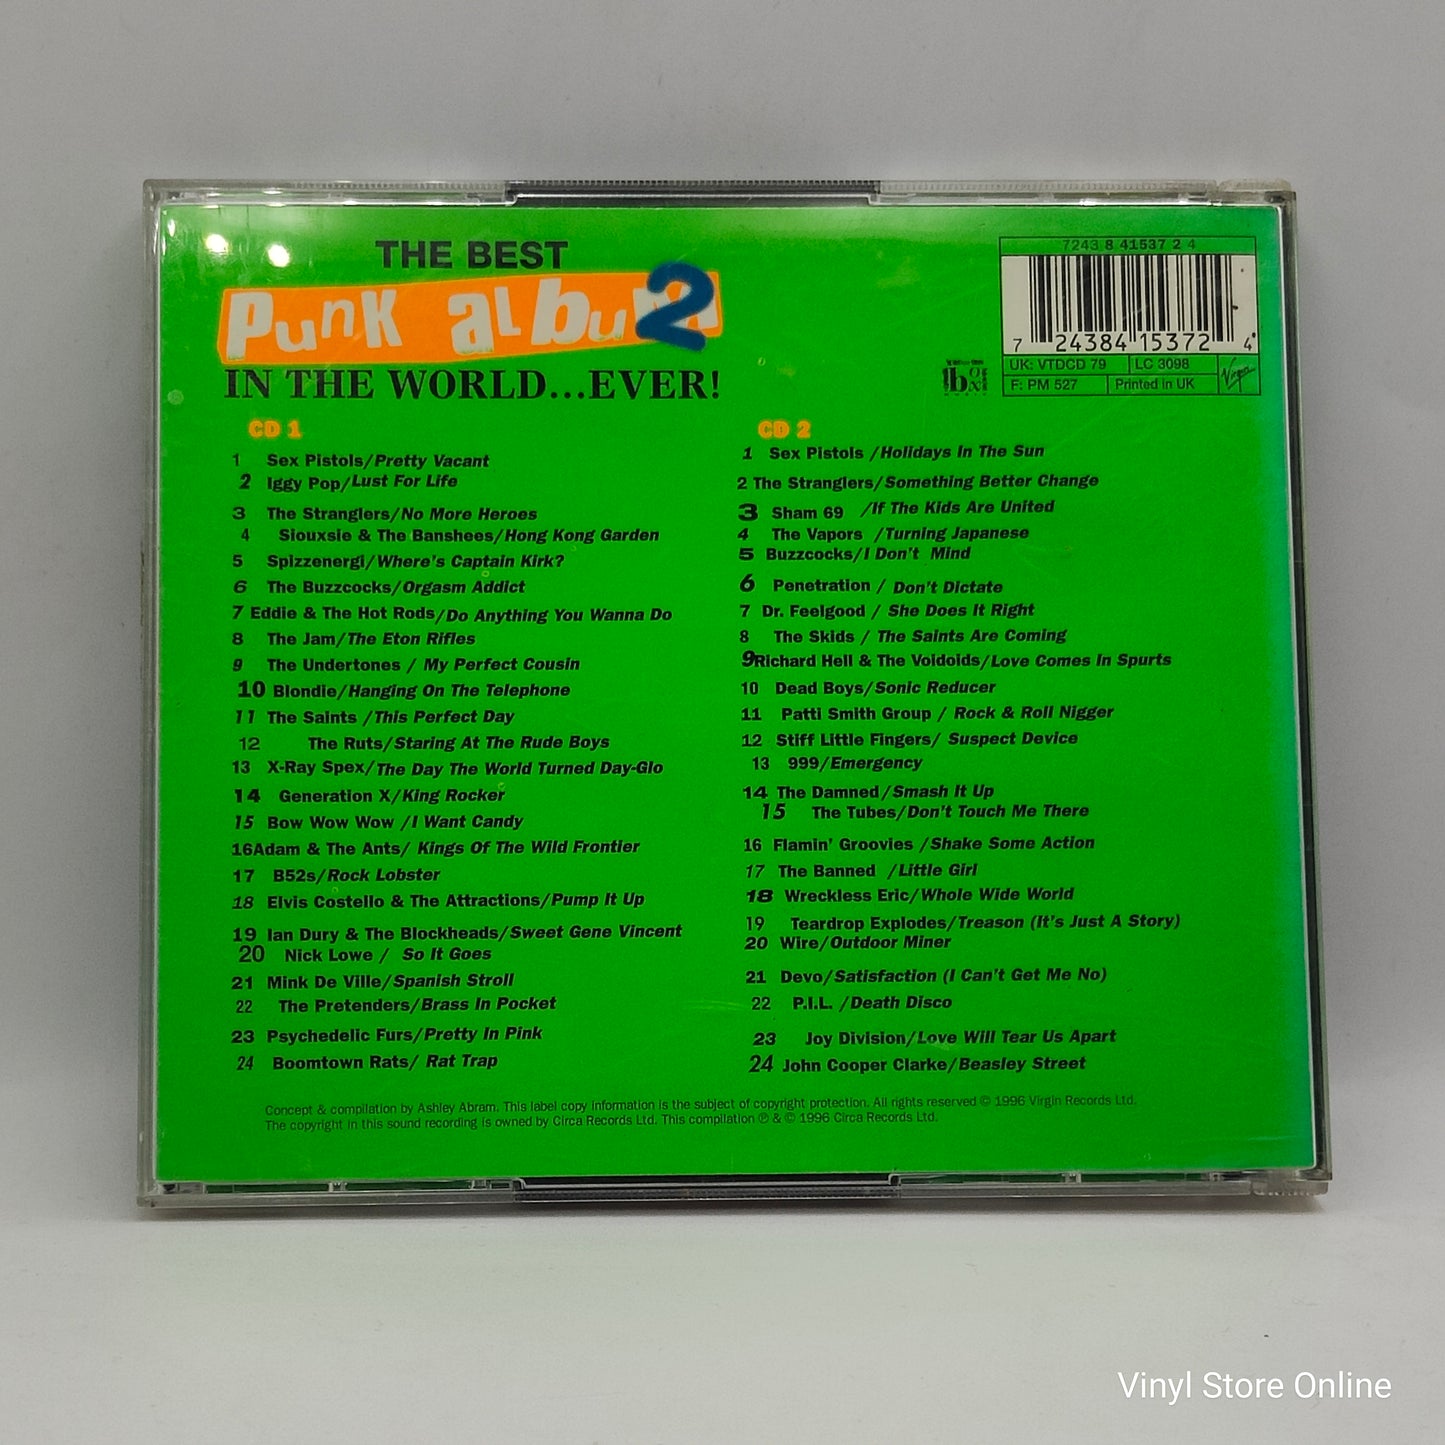 THE BEST
Punk album 2
IN THE WORLD...EVER!
7243 8 41537 2 4
7 24384 15372 4
UK: VTDCD 79 LC 3098
F: PM 527 Printed in UK
Virgin
CD 1
1 Sex Pistols/Pretty Vacant
2 Iggy Pop/Lust For Life
3 The Stranglers/No More Heroes
4 Siouxsie & The Banshees/Hong Kong Garden
5 Spizzenergi/Where's Captain Kirk?
6 The Buzzcocks/Orgasm Addict
7 Eddie & The Hot Rods/Do Anything You Wanna Do
8 The Jam/The Eton Rifles
9 The Undertones / My Perfect Cousin
10 Blondie/Hanging On The Telephone
11 The Saints /This Perfect Day
12 The Ruts/Staring At The Rude Boys
13 X-Ray Spex/The Day The World Turned Day-Glo
14 Generation X/King Rocker
15 Bow Wow Wow /I Want Candy
16 Adam & The Ants/ Kings Of The Wild Frontier
17 B52s/Rock Lobster
18 Elvis Costello & The Attractions/Pump It Up
19 Ian Dury & The Blockheads/Sweet Gene Vincent
20 Nick Lowe / So It Goes
21 Mink De Ville/Spanish Stroll
22 The Pretenders/Brass In Pocket
23 Psychedelic Furs/Pretty In Pink
24 Boomtown Rats/ Rat Trap
CD 2
1 Sex Pistols /Holidays In The Sun
2 The Stranglers/Something Better Change
3 Sham 69 /If The Kids Are United
4 The Vapors /Turning Japanese
5 Buzzcocks/I Don't Mind
6 Penetration / Don't Dictate
7 Dr. Feelgood / She Does It Right
8 The Skids / The Saints Are Coming
9 Richard Hell & The Voidoids/Love Comes In Spurts
10 Dead Boys/Sonic Reducer
11 Patti Smith Group / Rock & Roll Nigger
12 Stiff Little Fingers/ Suspect Device
13 999/Emergency
14 The Damned/Smash It Up
15 The Tubes/Don't Touch Me There
16 Flamin' Groovies /Shake Some Action
17 The Banned /Little Girl
18 Wreckless Eric/Whole Wide World
19 Teardrop Explodes/Treason (It's Just A Story)
20 Wire/Outdoor Miner
21 Devo/Satisfaction (I Can't Get Me No)
22 P.I.L. /Death Disco
23 Joy Division/Love Will Tear Us Apart
24 John Cooper Clarke/Beasley Street
Concept & compilation by Ashley Abram. This label copy information is the subject of copyright protection. All rights reserved © 1996 Virgin Records Ltd.
The copyright in this sound recording is owned by Circa Records Ltd. This compilation ℗ & © 1996 Circa Records Ltd.
Vinyl Store Online